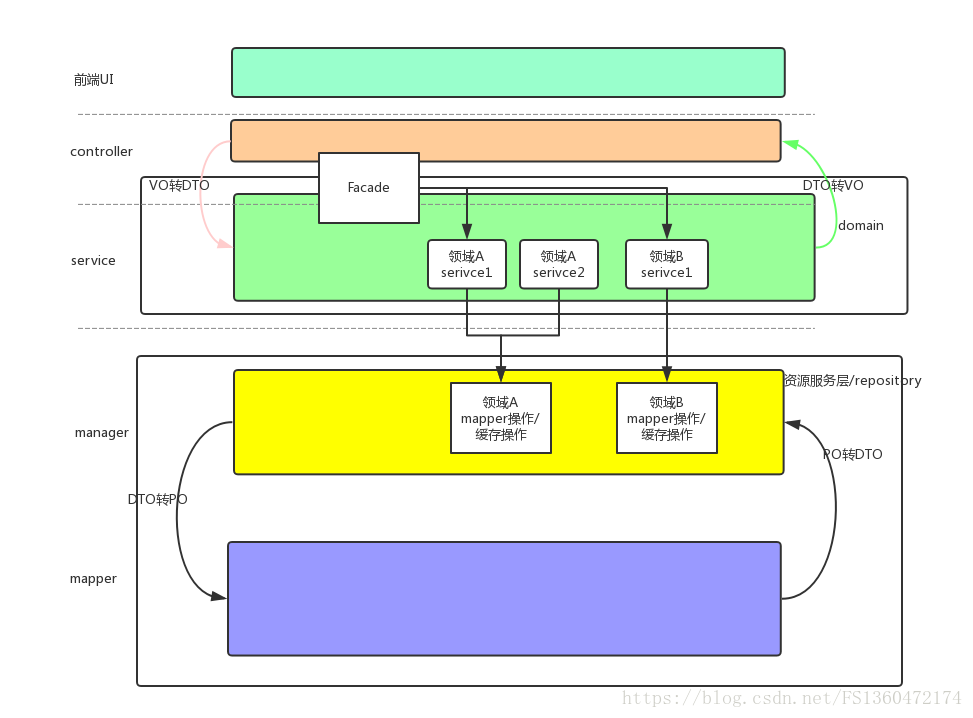 前端UI
controller
VO转DTO
Facade
DTO转VO
domain
service
领域A
serivce1
领域A
serivce2
领域B
serivce1
资源服务层/repository
manager
领域A
mapper操作/
缓存操作
领域B
mapper操作/
缓存操作
PO转DTO
DTO转PO
mapper
https://blog.csdn.net/FS1360472174